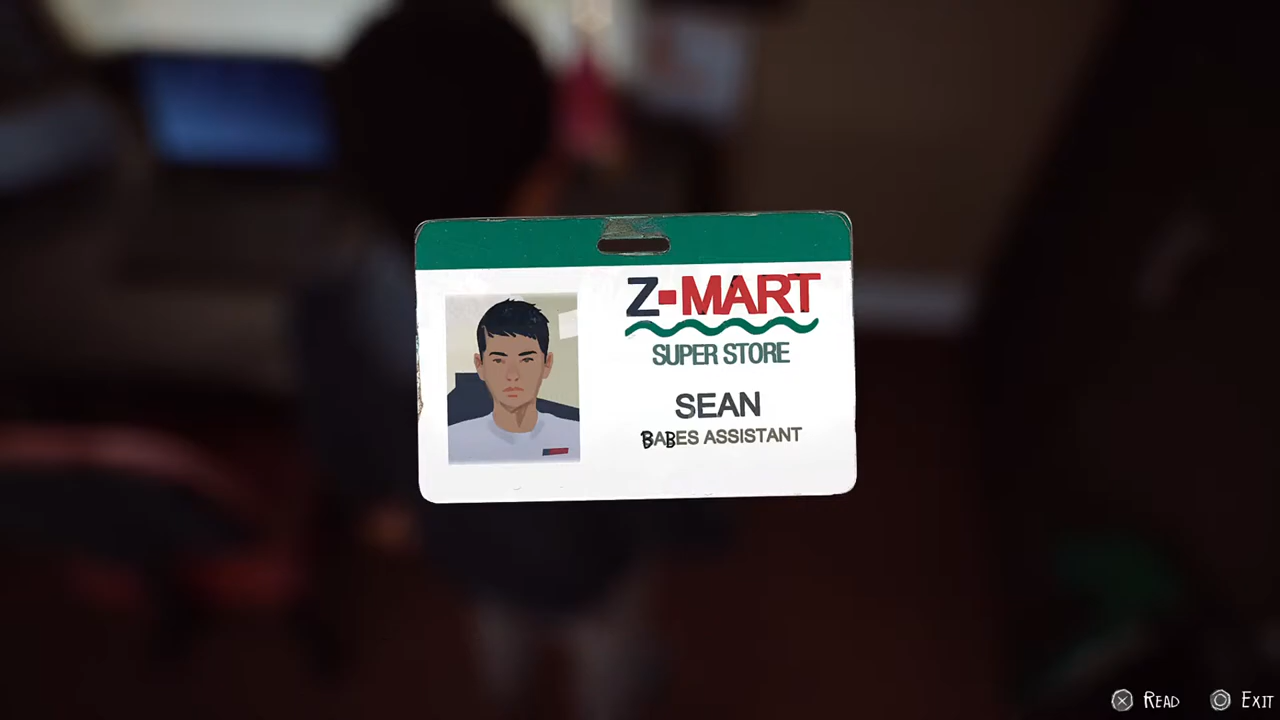 Z-MART
SUPER STORE
SEAN
BABES ASSISTANT
READ EXIT